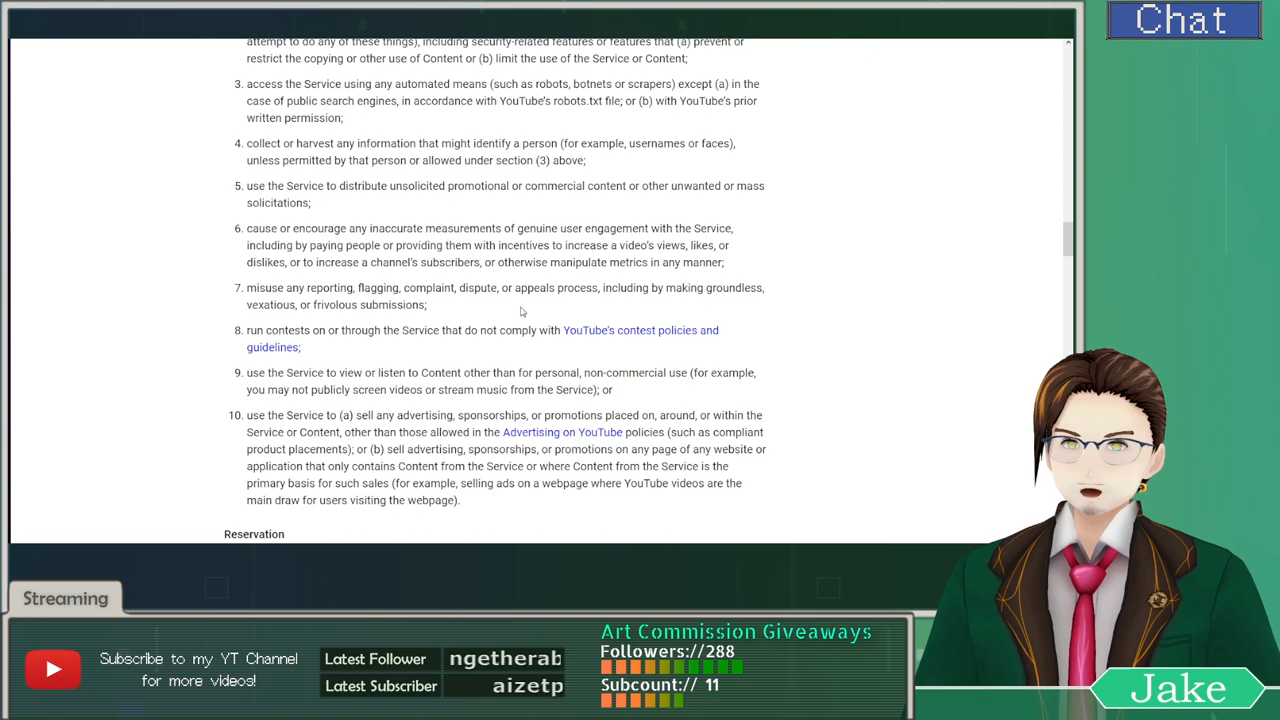 Chat
attempt to do any of these things), including security-related features or features that (a) prevent or
restrict the copying or other use of Content or (b) limit the use of the Service or Content;
3. access the Service using any automated means (such as robots, botnets or scrapers) except (a) in the
case of public search engines, in accordance with YouTube's robots.txt file; or (b) with YouTube's prior
written permission;
4. collect or harvest any information that might identify a person (for example, usernames or faces),
unless permitted by that person or allowed under section (3) above;
5. use the Service to distribute unsolicited promotional or commercial content or other unwanted or mass
solicitations;
6. cause or encourage any inaccurate measurements of genuine user engagement with the Service,
including by paying people or providing them with incentives to increase a video's views, likes, or
dislikes, or to increase a channel's subscribers, or otherwise manipulate metrics in any manner;
7. misuse any reporting, flagging, complaint, dispute, or appeals process, including by making groundless,
vexatious, or frivolous submissions;
8. run contests on or through the Service that do not comply with YouTube's contest policies and
guidelines;
9. use the Service to view or listen to Content other than for personal, non-commercial use (for example,
you may not publicly screen videos or stream music from the Service); or
10. use the Service to (a) sell any advertising, sponsorships, or promotions placed on, around, or within the
Service or Content, other than those allowed in the Advertising on YouTube policies (such as compliant
product placements); or (b) sell advertising, sponsorships, or promotions on any page of any website or
application that only contains Content from the Service or where Content from the Service is the
primary basis for such sales (for example, selling ads on a webpage where YouTube videos are the
main draw for users visiting the webpage).
Reservation
Streaming
Subscribe to my YT Channel
for more videos!
Latest Follower ngetherab
Latest Subscriber aizetp
Art Commission Giveaways
Followers://288
Subcount:// 11
Jake